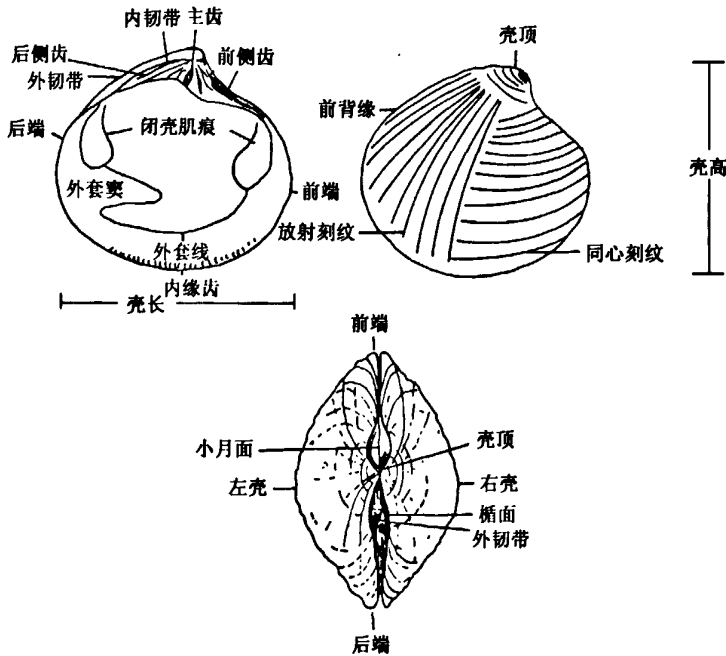 内韧带 主齿
后侧齿
前侧齿
外韧带
后端
闭壳肌痕
外套窦
前端
外套线
内缘齿
壳长
壳顶
前背缘
壳高
放射刻纹
同心刻纹
前端
小月面
壳顶
左壳
右壳
楯面
外韧带
后端